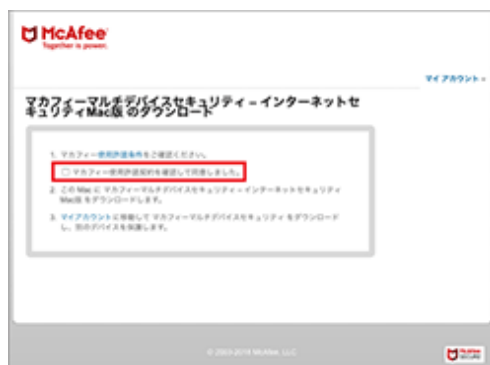 McAfee
Together is power.
マイ アカウント
マカフィーマルチデバイスセキュリティ – インターネットセ
キュリティMac版 のダウンロード
1. マカフィー使用許諾条件をご確認ください。
マカフィー使用許諾契約を確認して同意しました。
2. この Mac に マカフィーマルチデバイスセキュリティ – インターネットセキュリティ
Mac版 をダウンロードします。
3. マイアカウントに移動して マカフィーマルチデバイスセキュリティ をダウンロード
し、別のデバイスを保護します。
McAfee, LLC
McAfee
SECURE